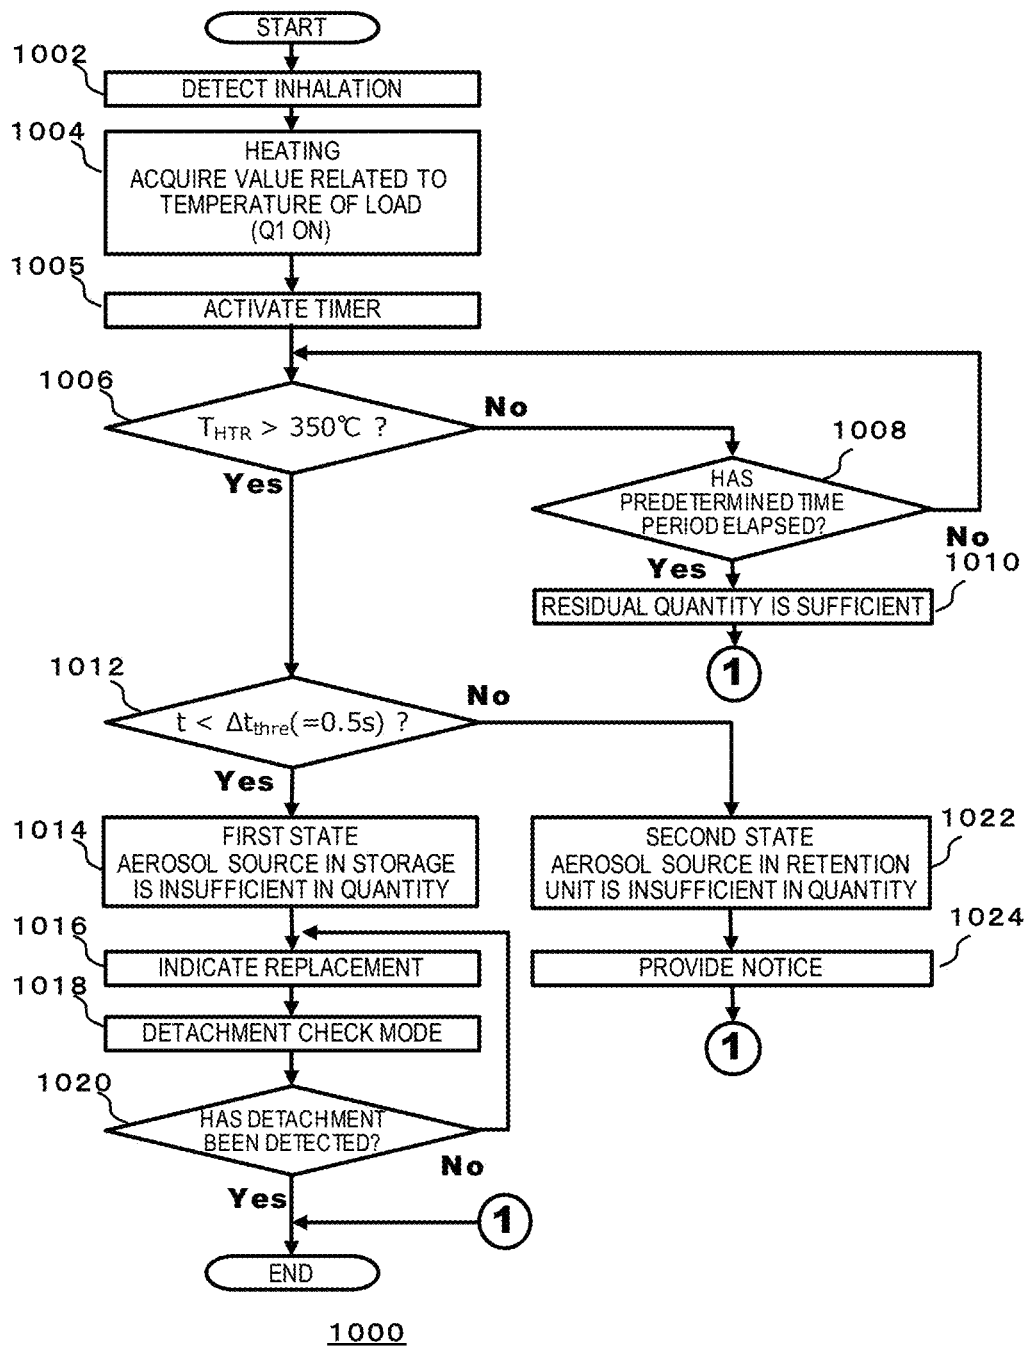 START
1002
DETECT INHALATION
1004
HEATING
ACQUIRE VALUE RELATED TO
TEMPERATURE OF LOAD
(Q1 ON)
1005
ACTIVATE TIMER
1006
THTR > 350℃ ?
No
Yes
1008
HAS
PREDETERMINED TIME
PERIOD ELAPSED?
No
Yes
1010
RESIDUAL QUANTITY IS SUFFICIENT
1
1012
t < Δtthre(=0.5s) ?
No
Yes
1014
FIRST STATE
AEROSOL SOURCE IN STORAGE
IS INSUFFICIENT IN QUANTITY
1022
SECOND STATE
AEROSOL SOURCE IN RETENTION
UNIT IS INSUFFICIENT IN QUANTITY
1016
INDICATE REPLACEMENT
1024
PROVIDE NOTICE
1018
DETACHMENT CHECK MODE
1
1020
HAS DETACHMENT
BEEN DETECTED?
No
Yes
1
END
1000